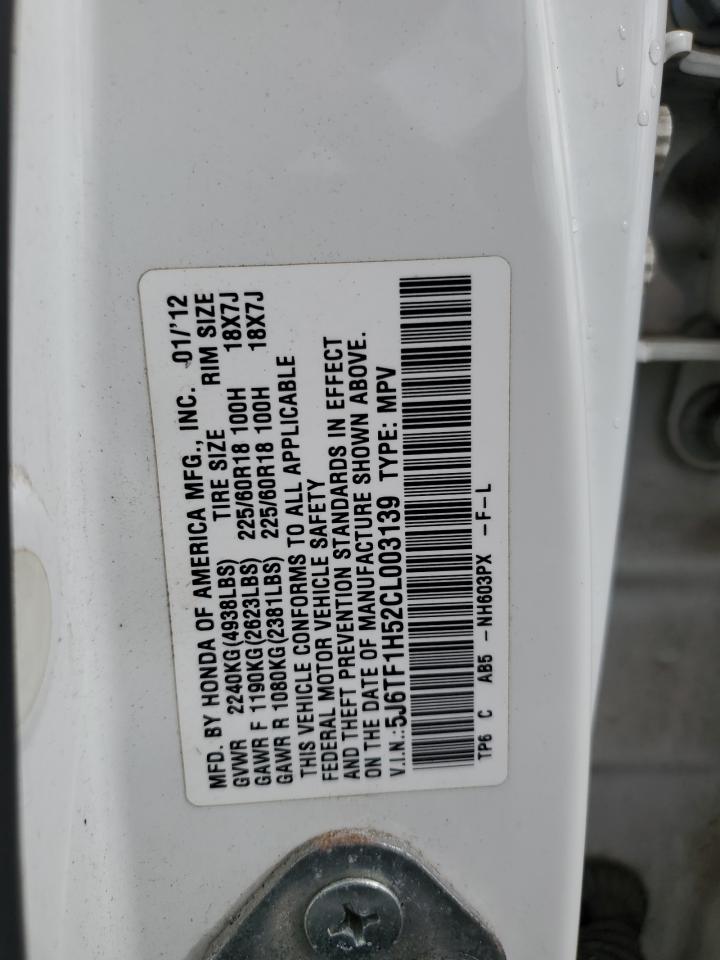 MFD. BY HONDA OF AMERICA MFG., INC. 01/'12
GVWR 2240KG(4938LBS) TIRE SIZE RIM SIZE
GAWR F 1190KG(2623LBS) 225/60R18 100H 18X7J
GAWR R 1080KG(2381LBS) 225/60R18 100H 18X7J
THIS VEHICLE CONFORMS TO ALL APPLICABLE
FEDERAL MOTOR VEHICLE SAFETY
AND THEFT PREVENTION STANDARDS IN EFFECT
ON THE DATE OF MANUFACTURE SHOWN ABOVE.
V.I.N.:5J6TF1H52CL003139 TYPE: MPV
TP6 C AB5 -NH603PX -F-L